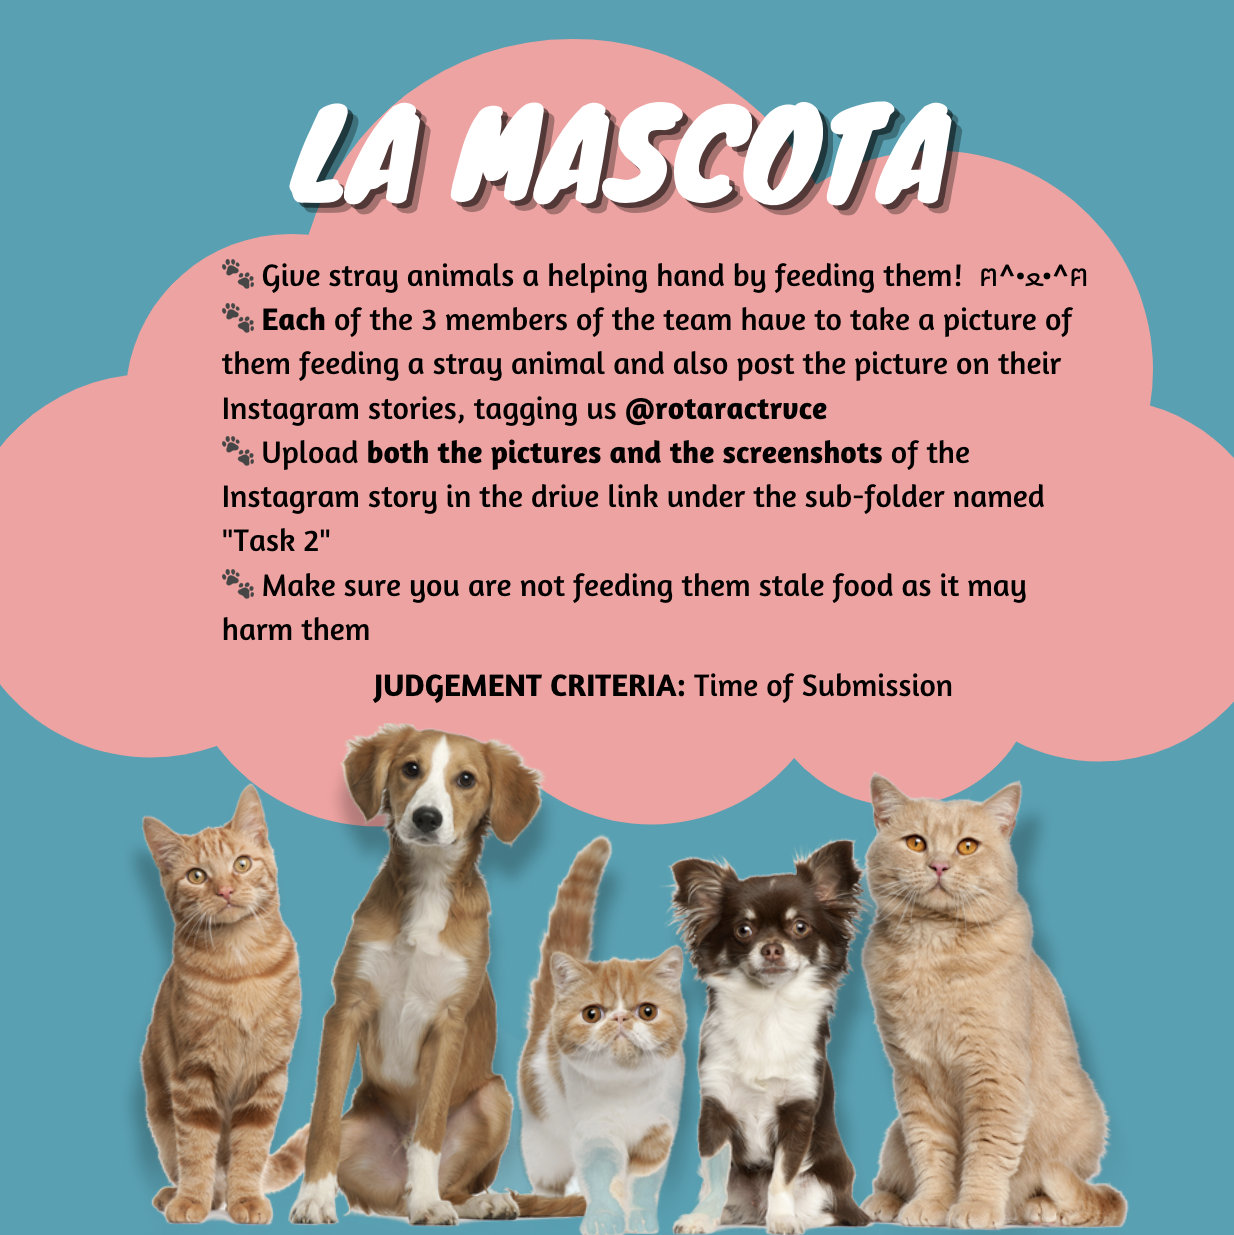 LA MASCOTA
🐾 Give stray animals a helping hand by feeding them! ฅ^•ﻌ•^ฅ
🐾 Each of the 3 members of the team have to take a picture of
them feeding a stray animal and also post the picture on their
Instagram stories, tagging us @rotaractrvce
🐾 Upload both the pictures and the screenshots of the
Instagram story in the drive link under the sub-folder named
"Task 2"
🐾 Make sure you are not feeding them stale food as it may
harm them
JUDGEMENT CRITERIA: Time of Submission